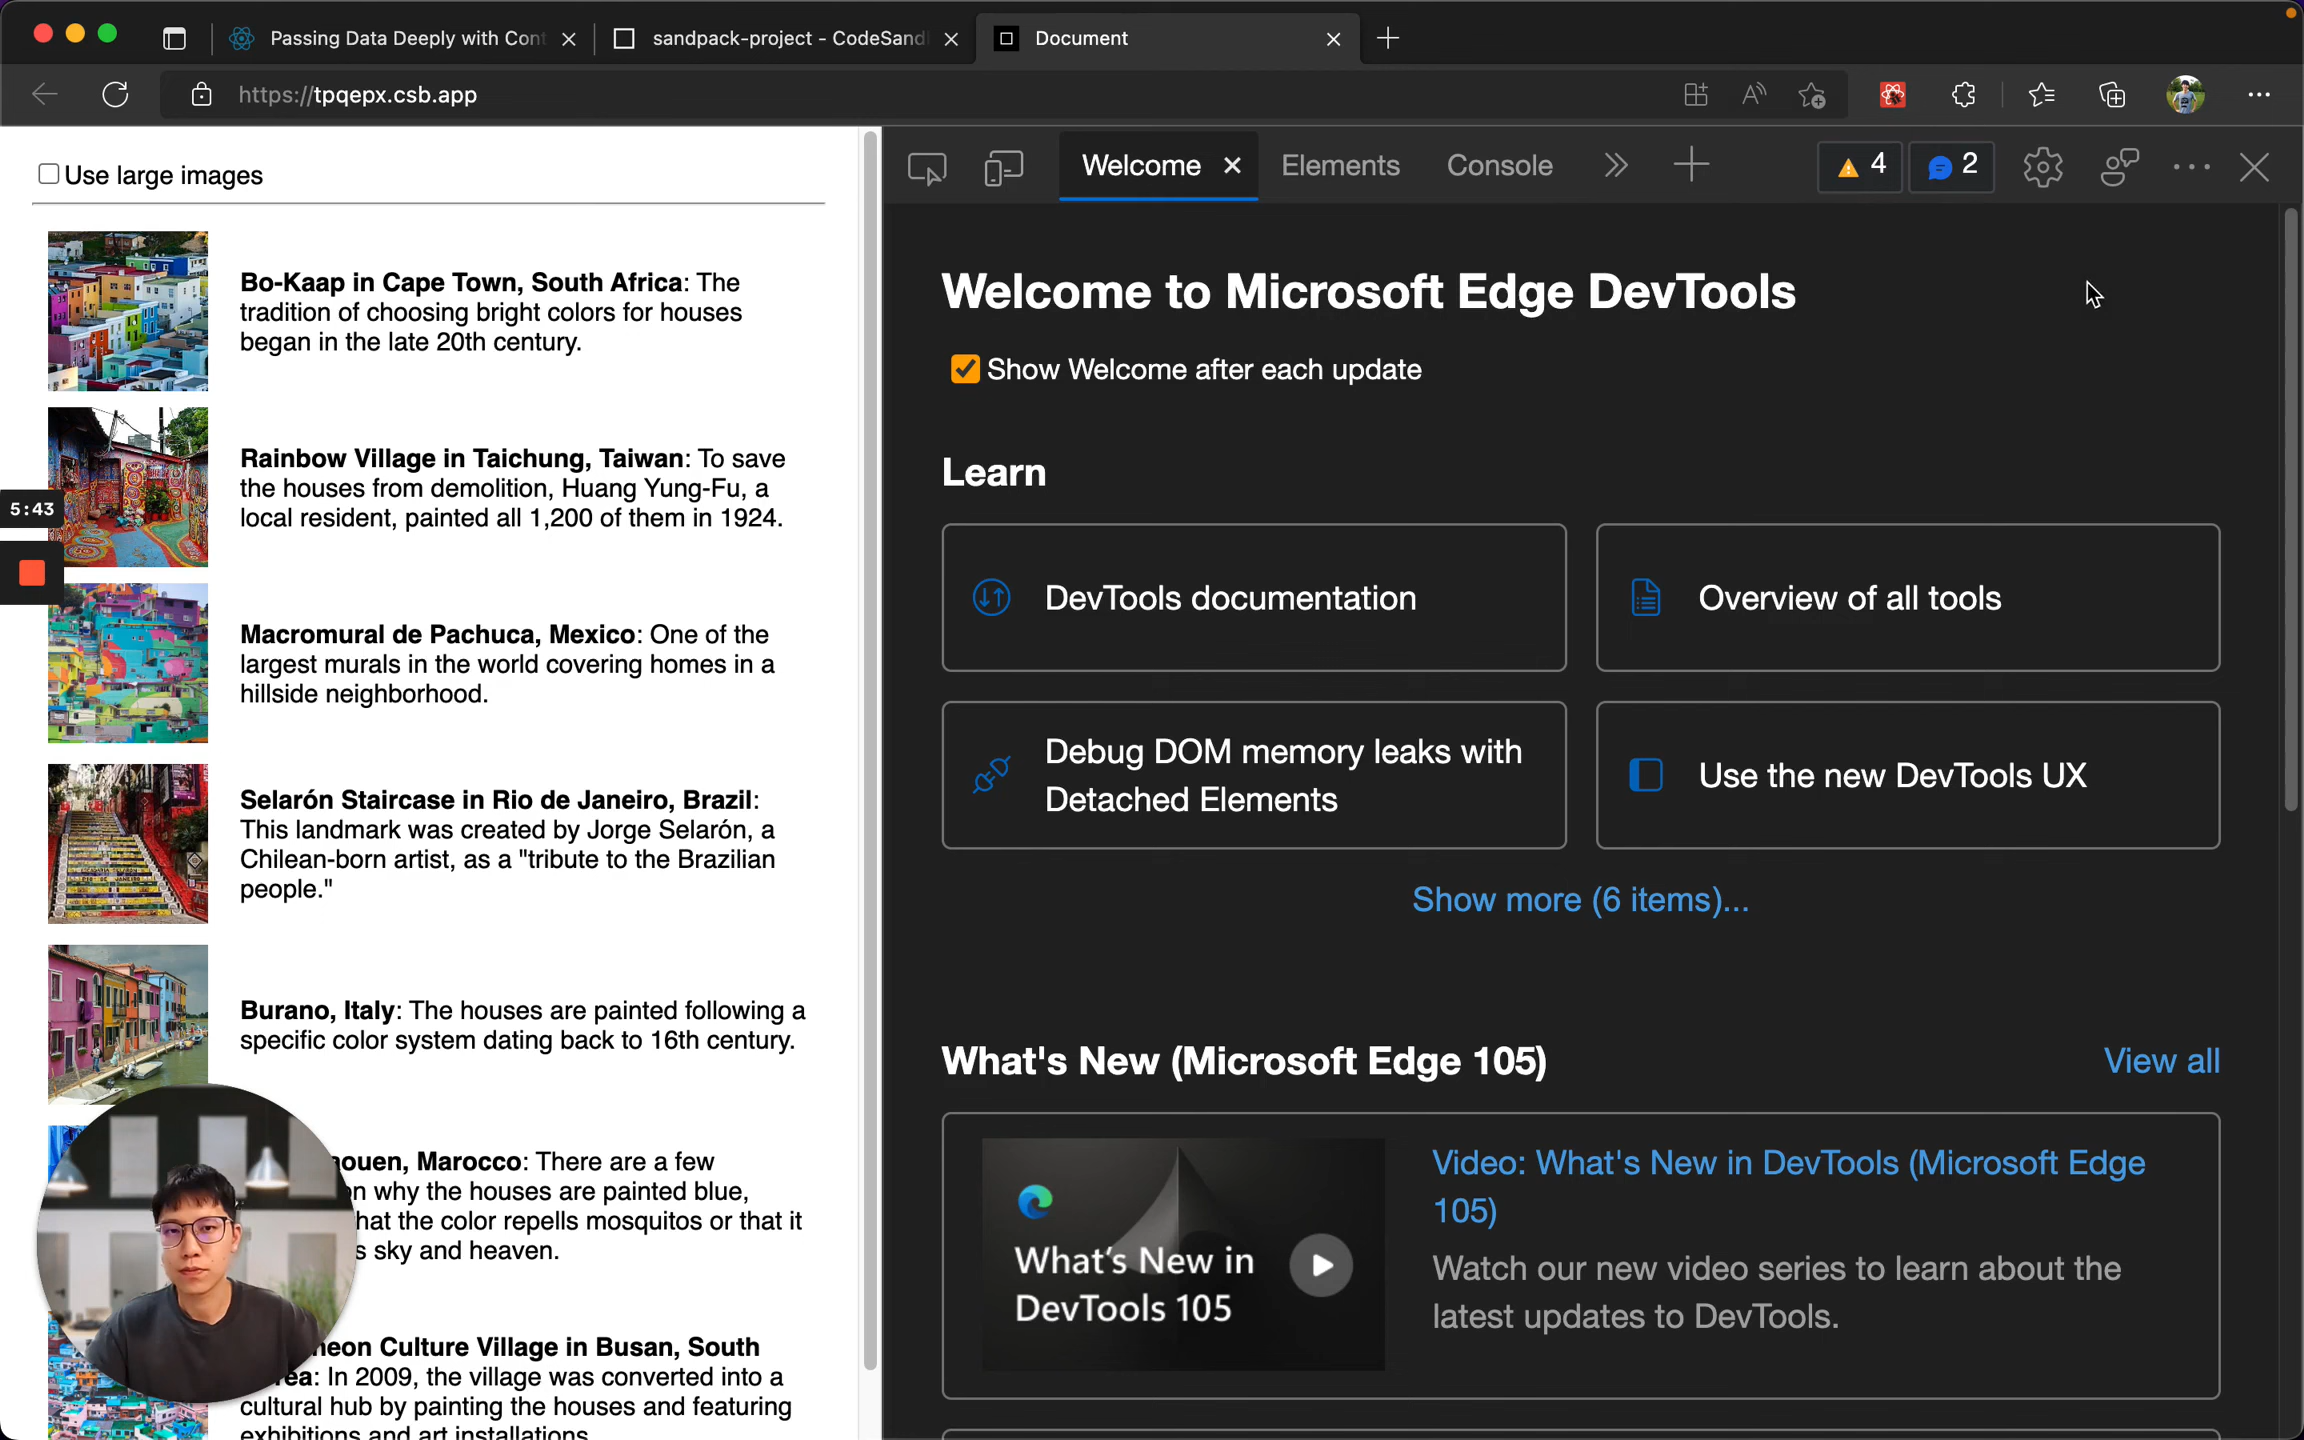 Passing Data Deeply with Cont
sandpack-project - CodeSand
Document
https://tpqepx.csb.app
Use large images
Bo-Kaap in Cape Town, South Africa: The
tradition of choosing bright colors for houses
began in the late 20th century.
Rainbow Village in Taichung, Taiwan: To save
the houses from demolition, Huang Yung-Fu, a
local resident, painted all 1,200 of them in 1924.
5:43
Macromural de Pachuca, Mexico: One of the
largest murals in the world covering homes in a
hillside neighborhood.
Selarón Staircase in Rio de Janeiro, Brazil:
This landmark was created by Jorge Selarón, a
Chilean-born artist, as a "tribute to the Brazilian
people."
Burano, Italy: The houses are painted following a
specific color system dating back to 16th century.
ouen, Marocco: There are a few
on why the houses are painted blue,
hat the color repells mosquitos or that it
s sky and heaven.
heon Culture Village in Busan, South
ea: In 2009, the village was converted into a
cultural hub by painting the houses and featuring
exhibitions and art installations.
Welcome
Elements
Console
4
2
Welcome to Microsoft Edge DevTools
Show Welcome after each update
Learn
DevTools documentation
Overview of all tools
Debug DOM memory leaks with
Detached Elements
Use the new DevTools UX
Show more (6 items)...
What's New (Microsoft Edge 105)
View all
What's New in
DevTools 105
Video: What's New in DevTools (Microsoft Edge
105)
Watch our new video series to learn about the
latest updates to DevTools.